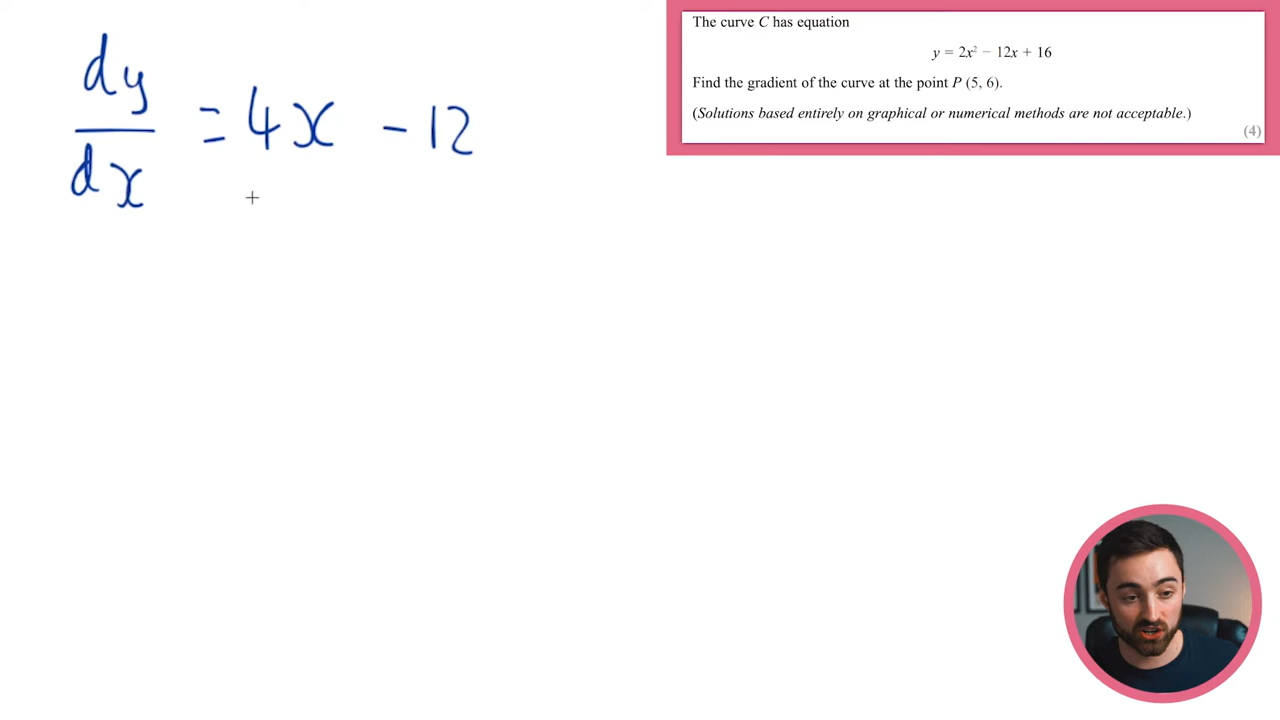 dy/dx = 4x - 12
The curve C has equation
y = 2x² − 12x + 16
Find the gradient of the curve at the point P (5, 6).
(Solutions based entirely on graphical or numerical methods are not acceptable.)
(4)